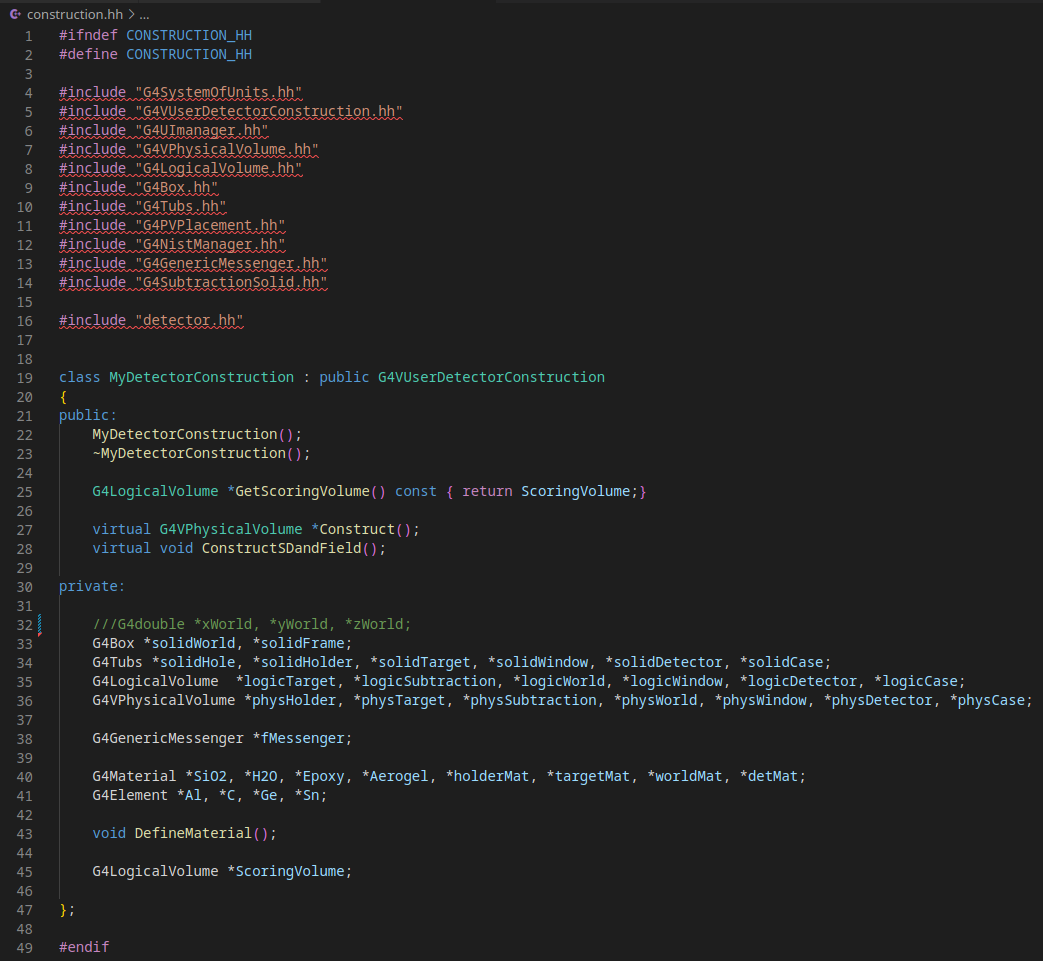 construction.hh > ...
1 #ifndef CONSTRUCTION_HH
2 #define CONSTRUCTION_HH
3
4 #include "G4SystemOfUnits.hh"
5 #include "G4VUserDetectorConstruction.hh"
6 #include "G4UImanager.hh"
7 #include "G4VPhysicalVolume.hh"
8 #include "G4LogicalVolume.hh"
9 #include "G4Box.hh"
10 #include "G4Tubs.hh"
11 #include "G4PVPlacement.hh"
12 #include "G4NistManager.hh"
13 #include "G4GenericMessenger.hh"
14 #include "G4SubtractionSolid.hh"
15
16 #include "detector.hh"
17
18
19 class MyDetectorConstruction : public G4VUserDetectorConstruction
20 {
21 public:
22     MyDetectorConstruction();
23     ~MyDetectorConstruction();
24
25     G4LogicalVolume *GetScoringVolume() const { return ScoringVolume;}
26
27     virtual G4VPhysicalVolume *Construct();
28     virtual void ConstructSDandField();
29
30 private:
31
32     ///G4double *xWorld, *yWorld, *zWorld;
33     G4Box *solidWorld, *solidFrame;
34     G4Tubs *solidHole, *solidHolder, *solidTarget, *solidWindow, *solidDetector, *solidCase;
35     G4LogicalVolume  *logicTarget, *logicSubtraction, *logicWorld, *logicWindow, *logicDetector, *logicCase;
36     G4VPhysicalVolume *physHolder, *physTarget, *physSubtraction, *physWorld, *physWindow, *physDetector, *physCase;
37
38     G4GenericMessenger *fMessenger;
39
40     G4Material *SiO2, *H2O, *Epoxy, *Aerogel, *holderMat, *targetMat, *worldMat, *detMat;
41     G4Element *Al, *C, *Ge, *Sn;
42
43     void DefineMaterial();
44
45     G4LogicalVolume *ScoringVolume;
46
47 };
48
49 #endif